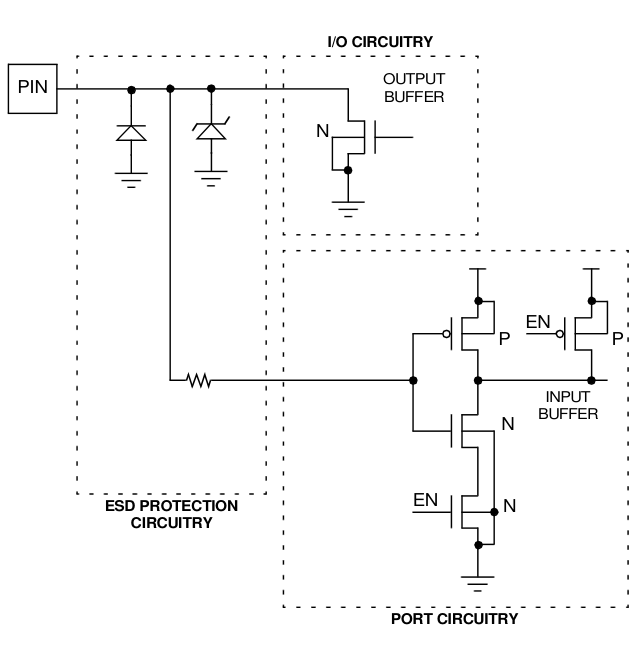 I/O CIRCUITRY
PIN
OUTPUT
BUFFER
N
EN
P
P
INPUT
BUFFER
N
EN
N
ESD PROTECTION
CIRCUITRY
PORT CIRCUITRY